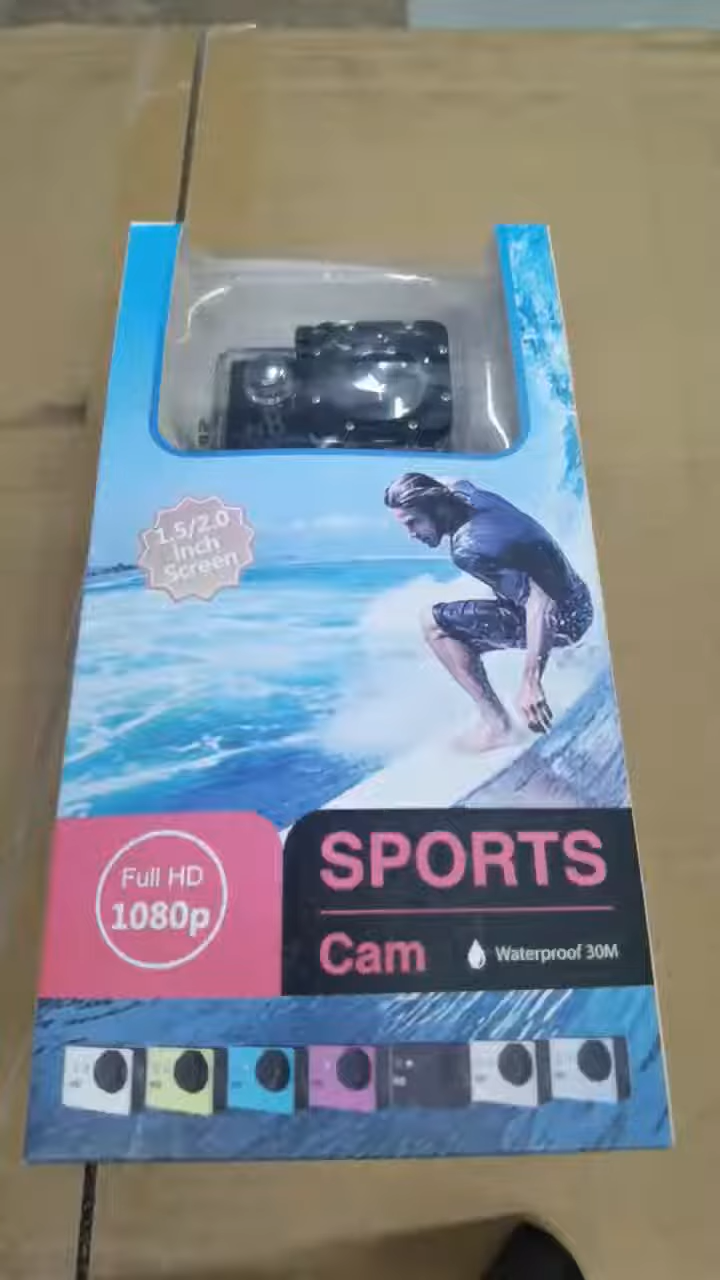 1.5/2.0
inch
Screen
Full HD
1080p
SPORTS
Cam
Waterproof 30M